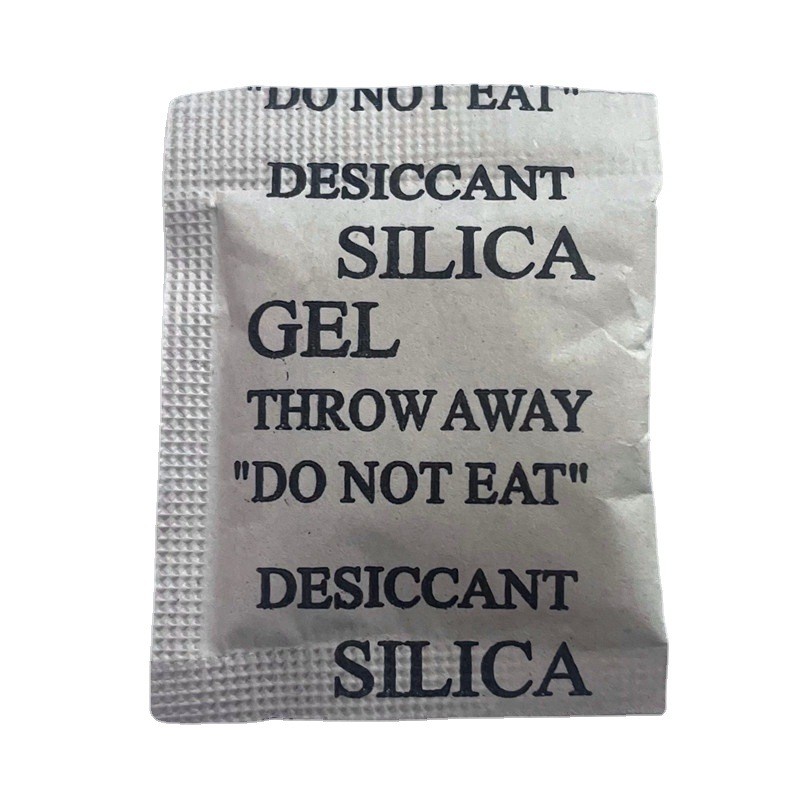 "DO NOT EAT"
DESICCANT
SILICA
GEL
THROW AWAY
"DO NOT EAT"
DESICCANT
SILICA